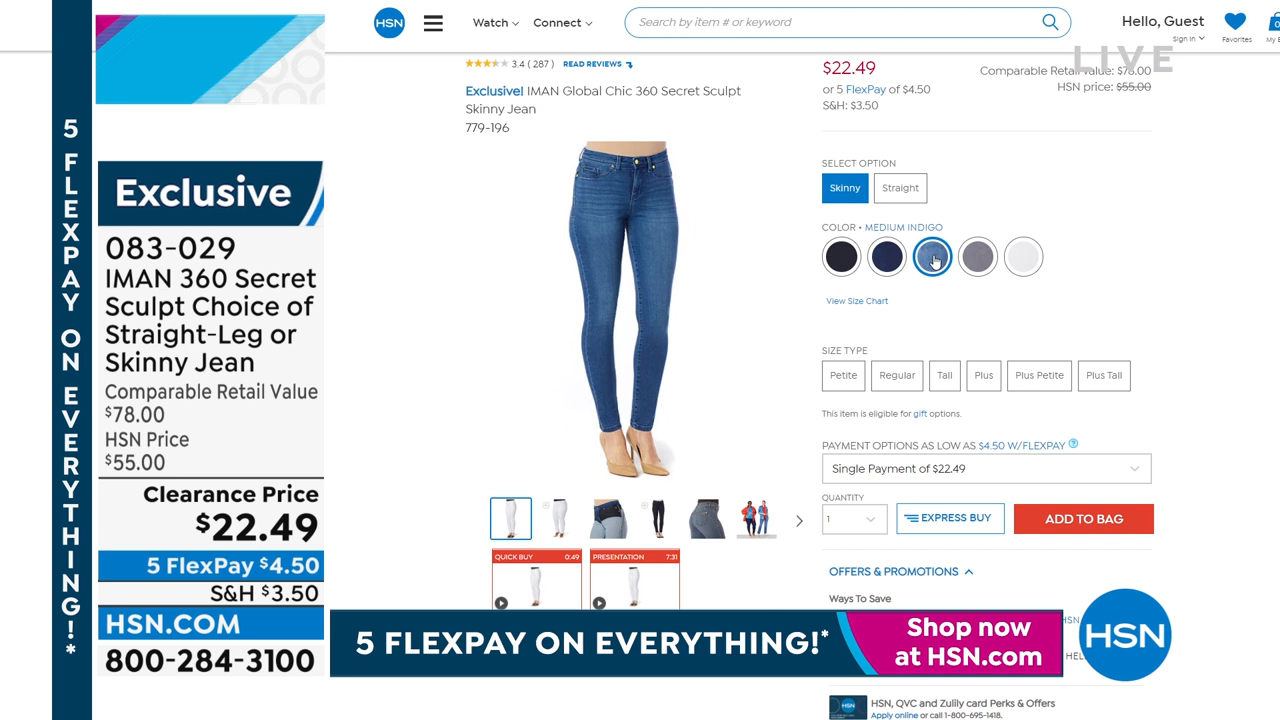 5 FLEXPAY ON EVERYTHING!*
Exclusive
083-029
IMAN 360 Secret
Sculpt Choice of
Straight-Leg or
Skinny Jean
Comparable Retail Value
$78.00
HSN Price
$55.00
Clearance Price
$22.49
5 FlexPay $4.50
S&H $3.50
HSN.COM
800-284-3100
HSN
Watch
Connect
Search by item # or keyword
Hello, Guest
Sign In
Favorites
LIVE
3.4 ( 287 )
READ REVIEWS
Exclusive! IMAN Global Chic 360 Secret Sculpt
Skinny Jean
779-196
$22.49
or 5 FlexPay of $4.50
S&H: $3.50
Comparable Retail Value: $78.00
HSN price: $55.00
SELECT OPTION
Skinny
Straight
COLOR • MEDIUM INDIGO
View Size Chart
SIZE TYPE
Petite
Regular
Tall
Plus
Plus Petite
Plus Tall
This item is eligible for gift options.
PAYMENT OPTIONS AS LOW AS $4.50 W/FLEXPAY
Single Payment of $22.49
QUANTITY
1
EXPRESS BUY
ADD TO BAG
QUICK BUY 0:49
PRESENTATION 7:31
OFFERS & PROMOTIONS
Ways To Save
5 FLEXPAY ON EVERYTHING!*
Shop now
at HSN.com
HSN
HSN
HSN, QVC and Zulily card Perks & Offers
Apply online or call 1-800-695-1418.